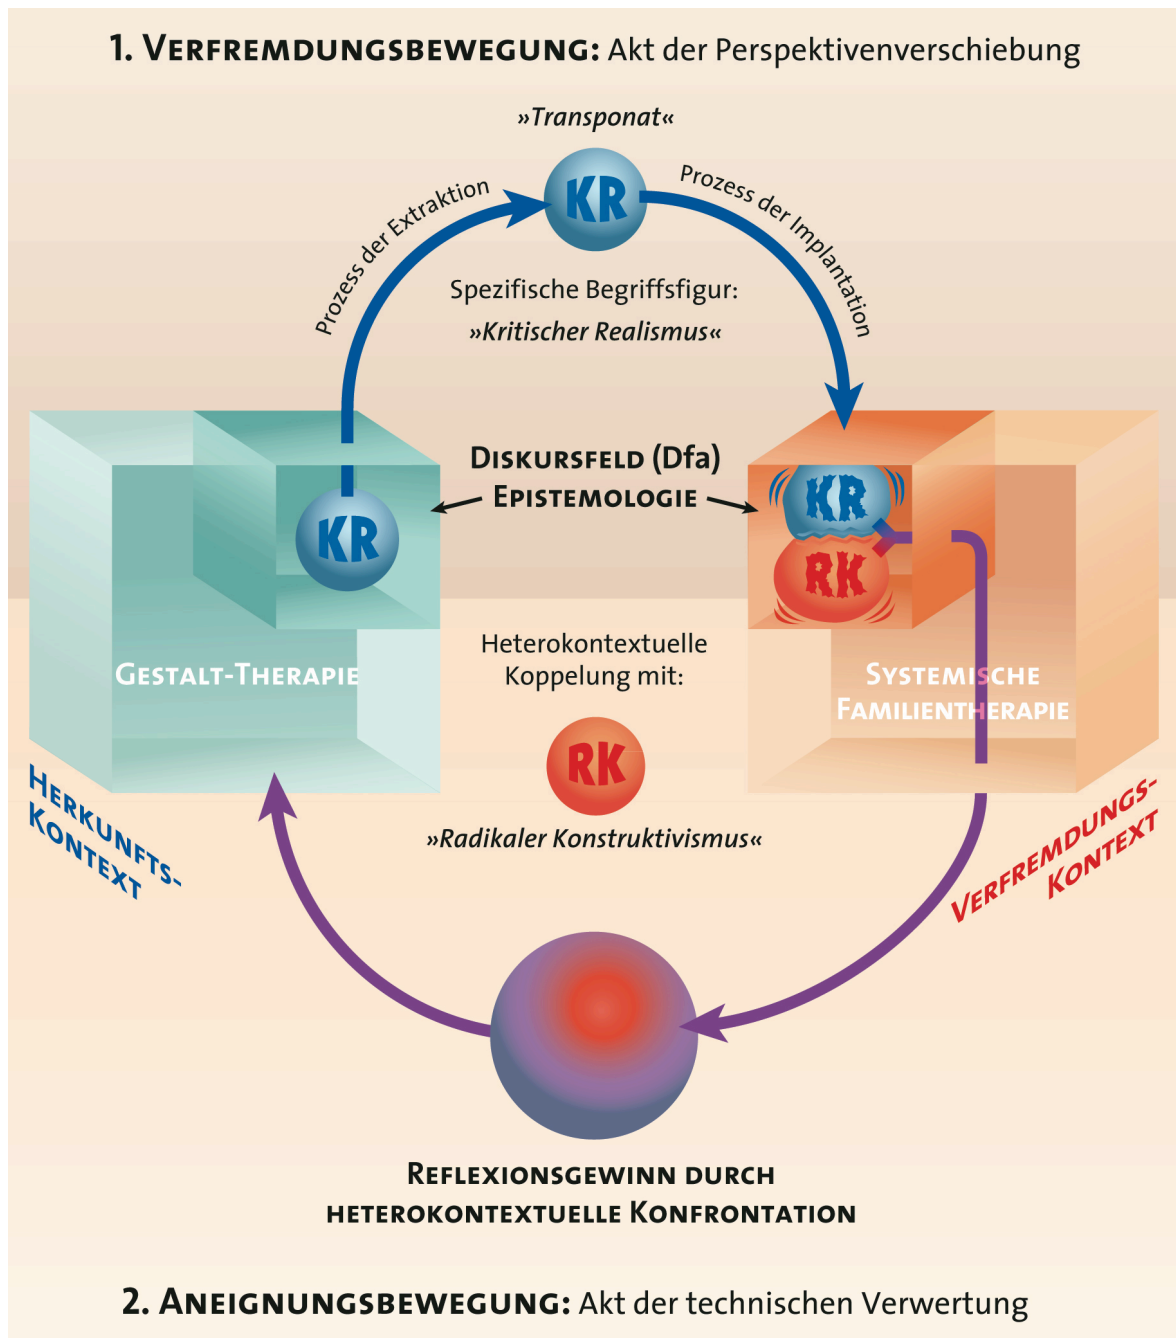 1. VERFREMDUNGSBEWEGUNG: Akt der Perspektivenverschiebung
»Transponat«
KR
Prozess der Extraktion
Prozess der Implantation
Spezifische Begriffsfigur:
»Kritischer Realismus«
DISKURSFELD (Dfa)
EPISTEMOLOGIE
KR
KR
RK
GESTALT-THERAPIE
Heterokontextuelle
Koppelung mit:
SYSTEMISCHE
FAMILIENTHERAPIE
RK
»Radikaler Konstruktivismus«
HERKUNFTS-
KONTEXT
VERFREMDUNGS-
KONTEXT
REFLEXIONSGEWINN DURCH
HETEROKONTEXTUELLE KONFRONTATION
2. ANEIGNUNGSBEWEGUNG: Akt der technischen Verwertung